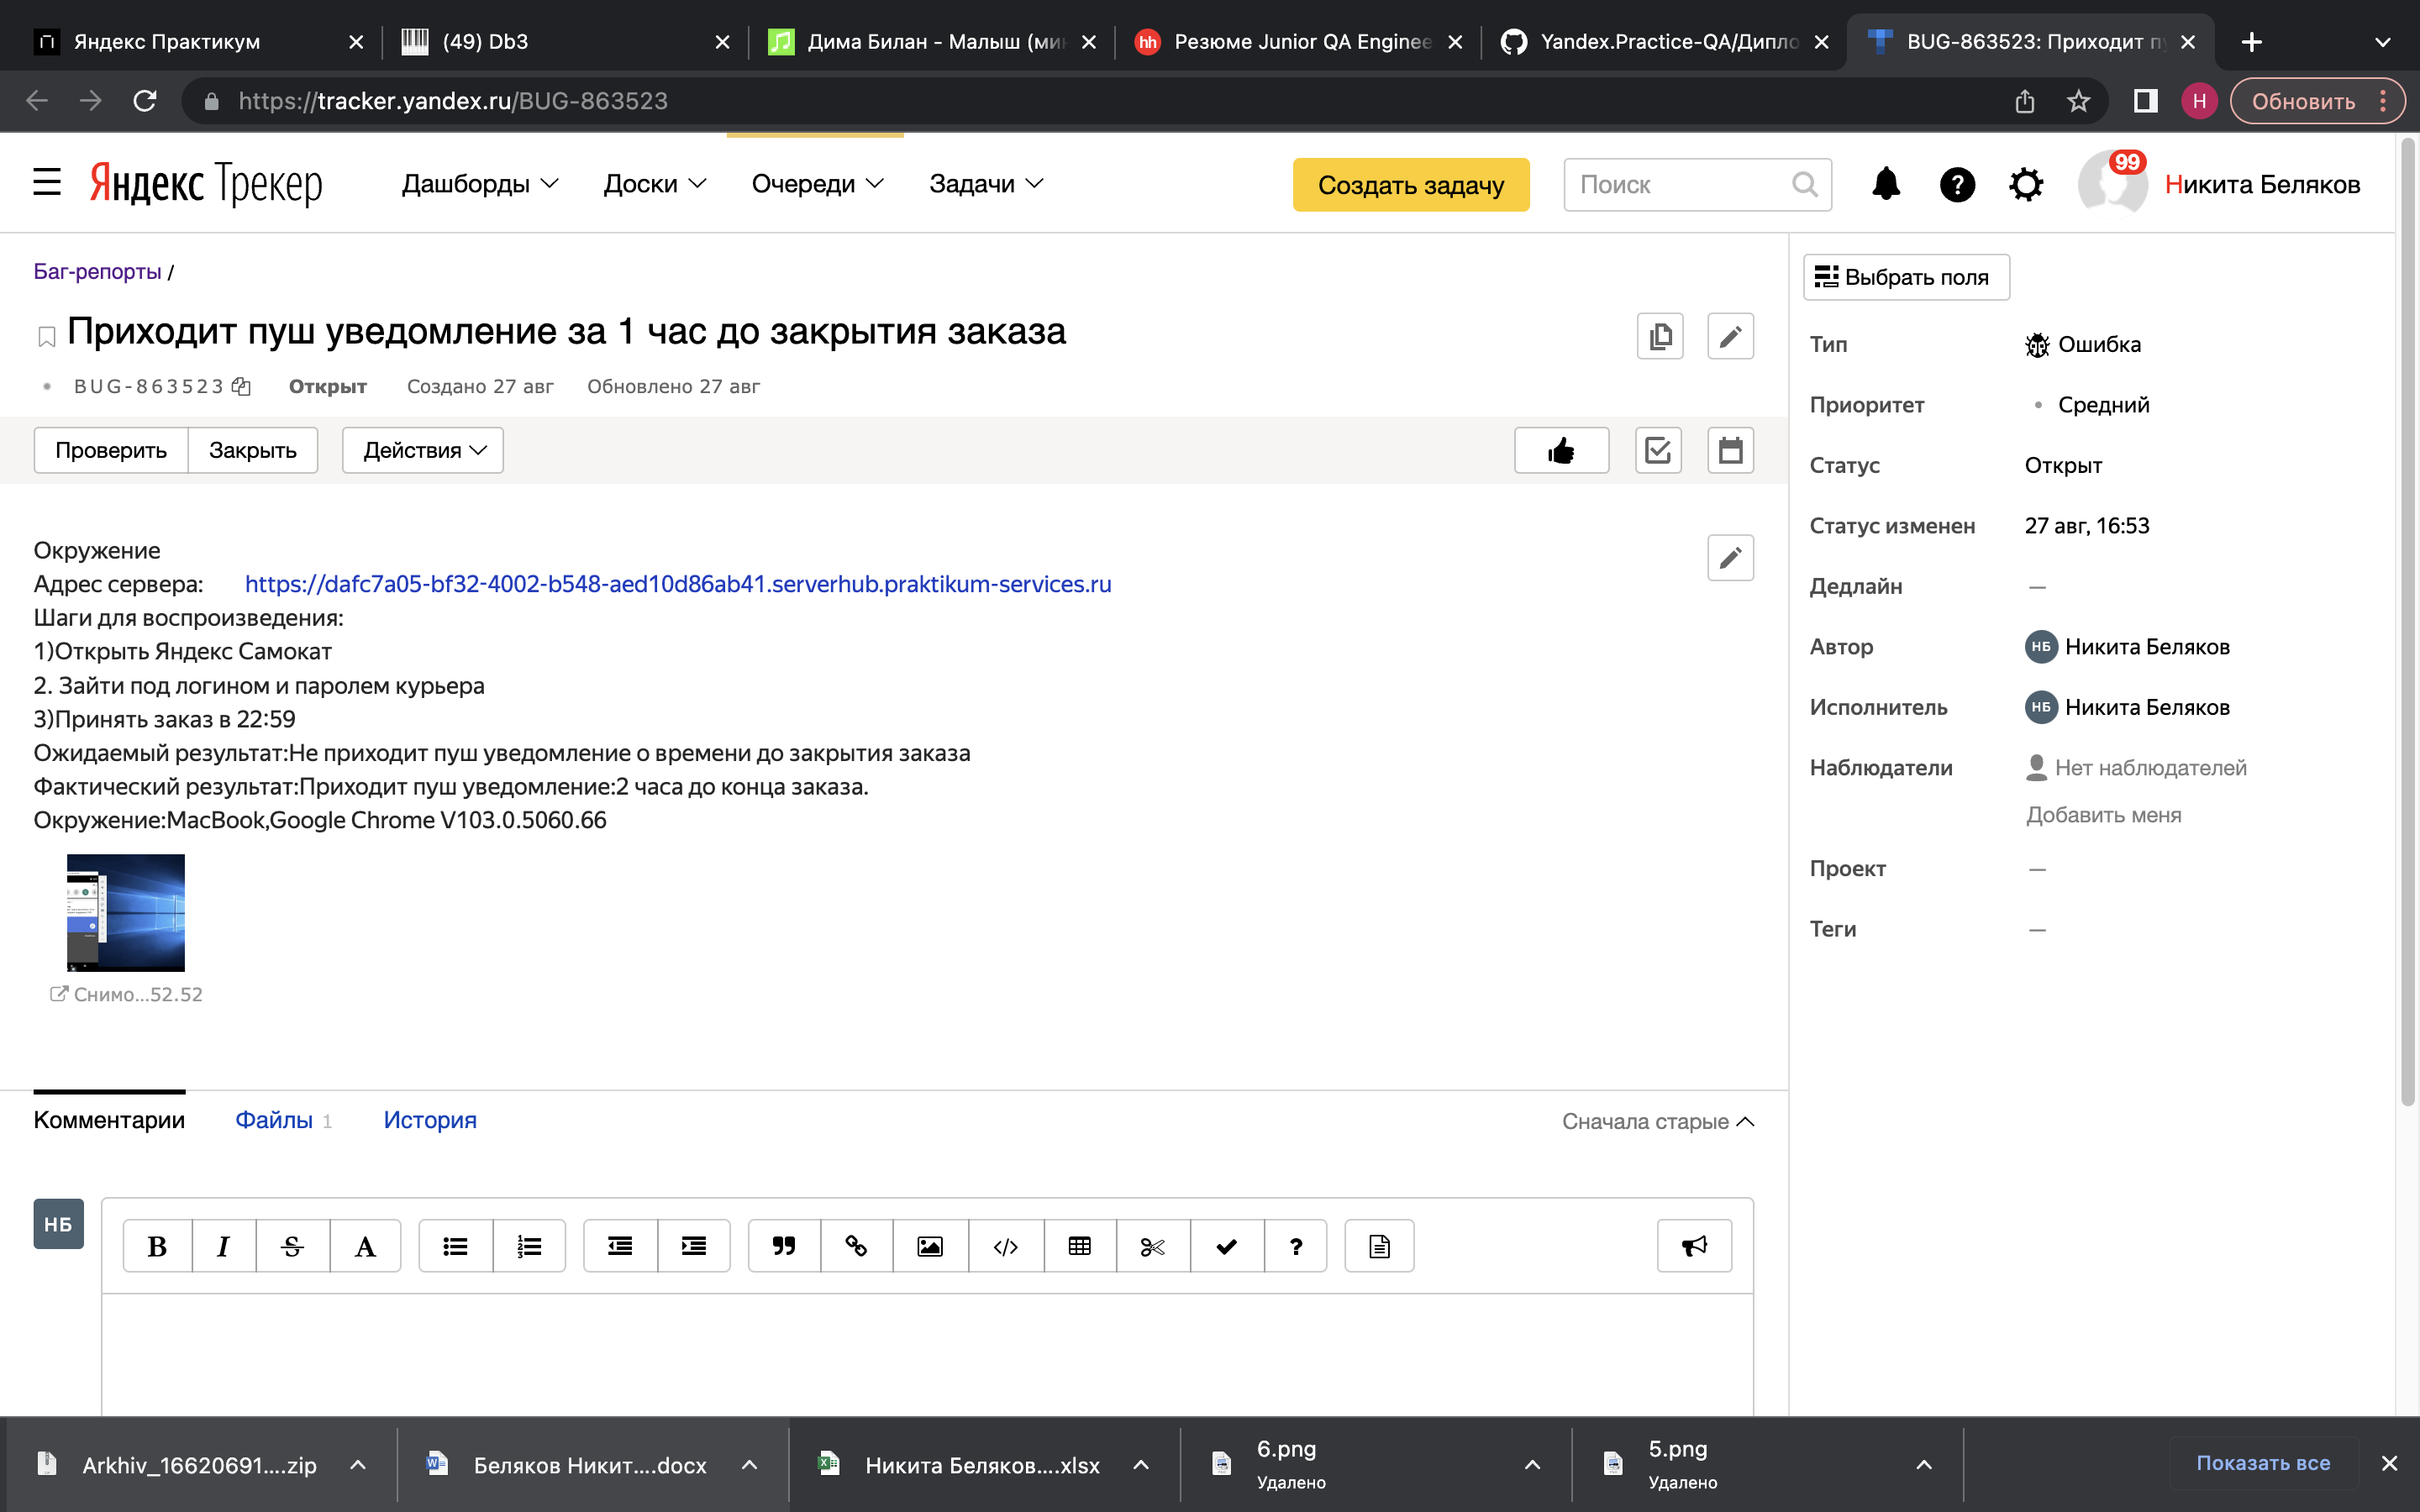 Яндекс Практикум
(49) Db3
Дима Билан - Малыш (мин
Резюме Junior QA Enginee
Yandex.Practice-QA/Дипло
BUG-863523: Приходит пу
https://tracker.yandex.ru/BUG-863523
Н
Обновить
Яндекс Трекер
Дашборды
Доски
Очереди
Задачи
Создать задачу
Поиск
99
Никита Беляков
Баг-репорты /
Приходит пуш уведомление за 1 час до закрытия заказа
BUG-863523
Открыт
Создано 27 авг
Обновлено 27 авг
Проверить
Закрыть
Действия
Окружение
Адрес сервера: https://dafc7a05-bf32-4002-b548-aed10d86ab41.serverhub.praktikum-services.ru
Шаги для воспроизведения:
1)Открыть Яндекс Самокат
2. Зайти под логином и паролем курьера
3)Принять заказ в 22:59
Ожидаемый результат:Не приходит пуш уведомление о времени до закрытия заказа
Фактический результат:Приходит пуш уведомление:2 часа до конца заказа.
Окружение:MacBook,Google Chrome V103.0.5060.66
Снимо...52.52
Выбрать поля
Тип Ошибка
Приоритет Средний
Статус Открыт
Статус изменен 27 авг, 16:53
Дедлайн —
Автор НБ Никита Беляков
Исполнитель НБ Никита Беляков
Наблюдатели Нет наблюдателей
Добавить меня
Проект —
Теги —
Комментарии
Файлы 1
История
Сначала старые
НБ
B I S A
Arkhiv_16620691....zip
Беляков Никит....docx
Никита Беляков....xlsx
6.png
Удалено
5.png
Удалено
Показать все